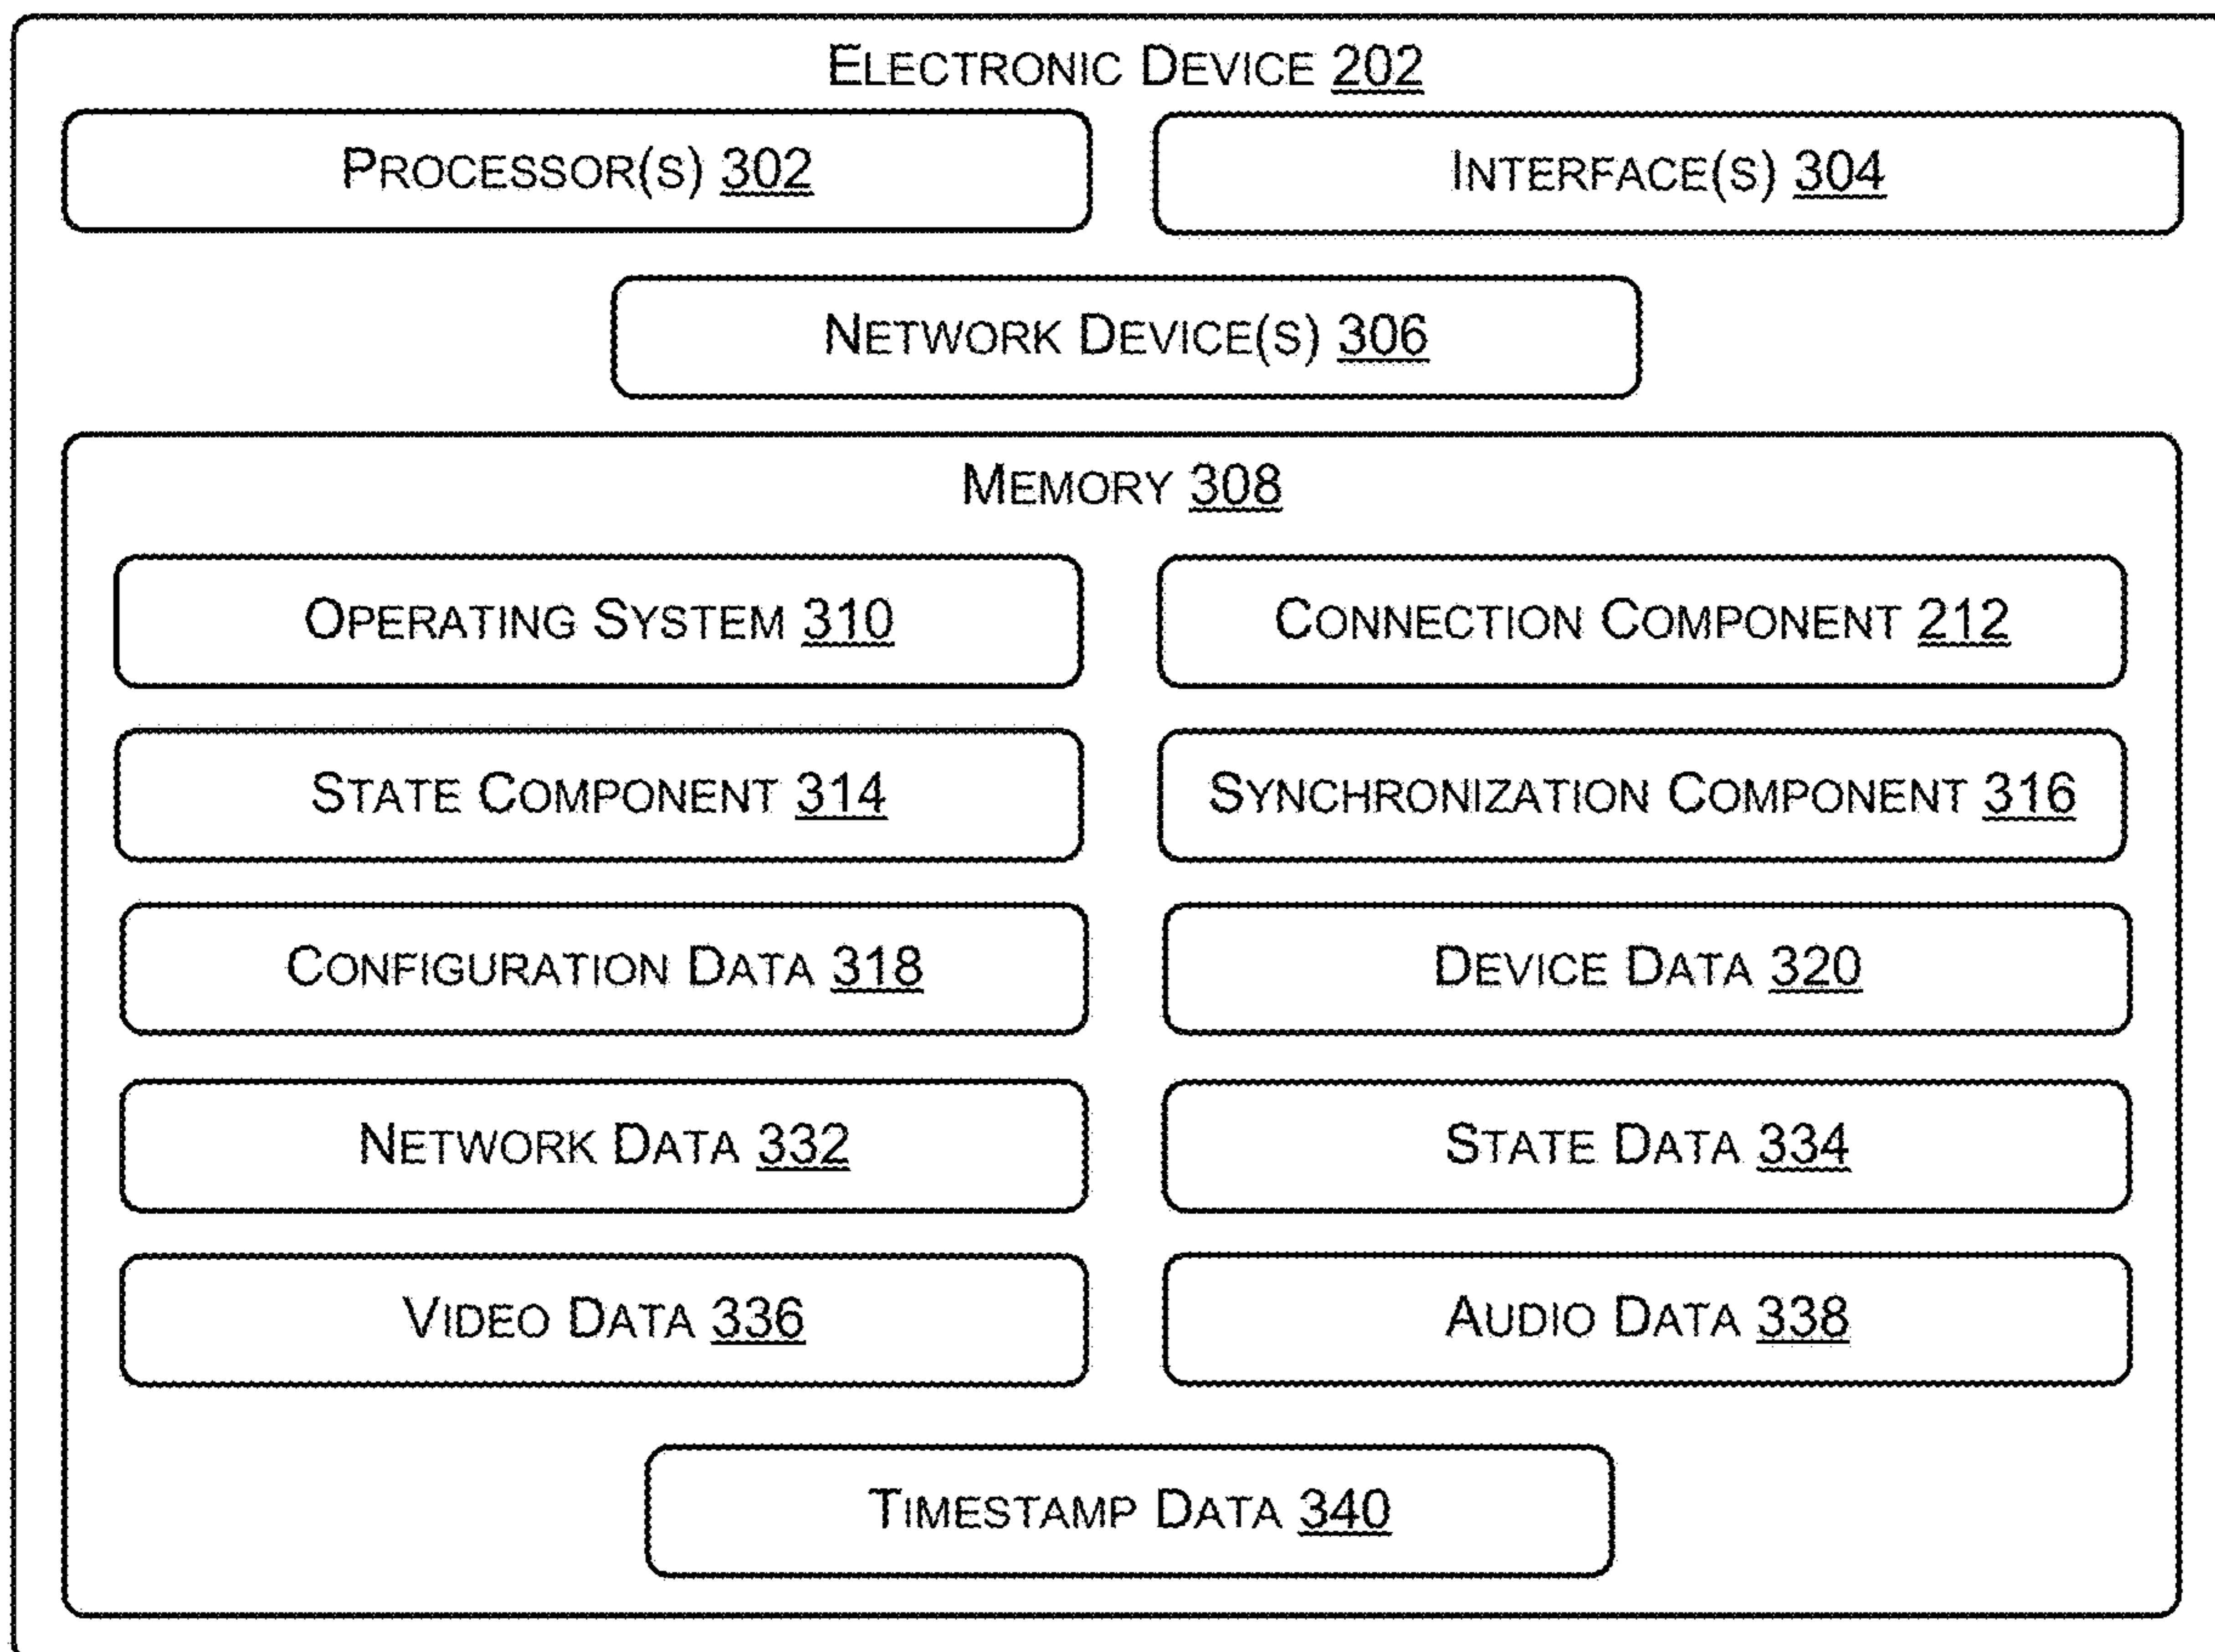 ELECTRONIC DEVICE 202
PROCESSOR(S) 302
INTERFACE(S) 304
NETWORK DEVICE(S) 306
MEMORY 308
OPERATING SYSTEM 310
CONNECTION COMPONENT 212
STATE COMPONENT 314
SYNCHRONIZATION COMPONENT 316
CONFIGURATION DATA 318
DEVICE DATA 320
NETWORK DATA 332
STATE DATA 334
VIDEO DATA 336
AUDIO DATA 338
TIMESTAMP DATA 340